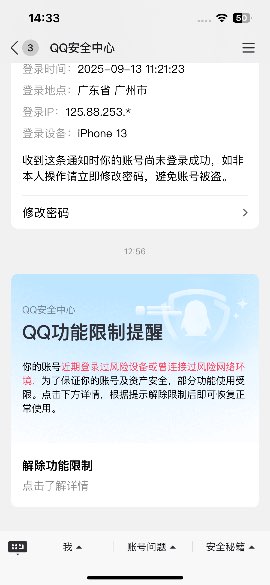 14:33
50
3
QQ安全中心
登录时间：2025-09-13 11:21:23
登录地点：广东省 广州市
登录IP：125.88.253.*
登录设备：iPhone 13
收到这条通知时你的账号尚未登录成功，如非
本人操作请立即修改密码，避免账号被盗。
修改密码
12:56
QQ安全中心
QQ功能限制提醒
你的账号近期登录过风险设备或曾连接过风险网络环
境，为了保证你的账号及资产安全，部分功能使用受
限。点击下方详情，根据提示解除限制后即可恢复正
常使用。
解除功能限制
点击了解详情
我
账号问题
安全秘籍